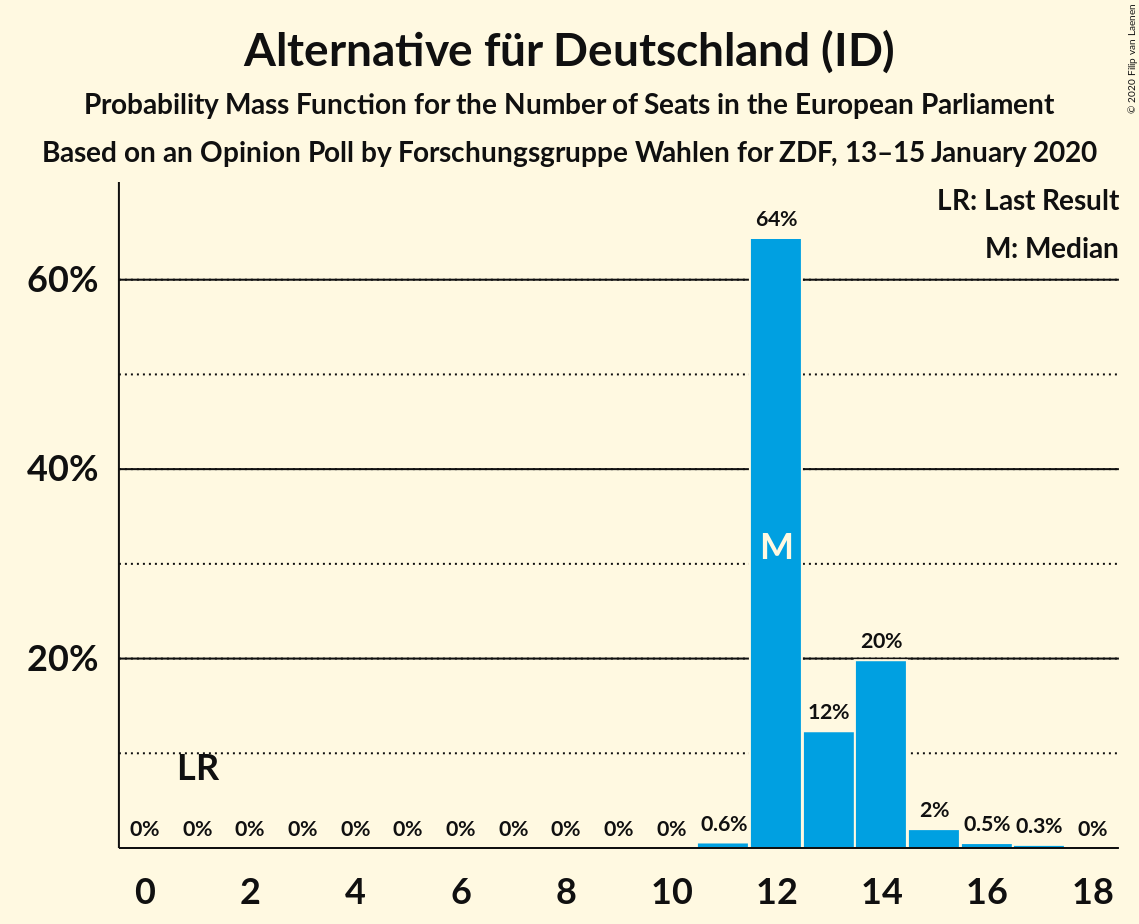 Alternative für Deutschland (ID)
Probability Mass Function for the Number of Seats in the European Parliament
Based on an Opinion Poll by Forschungsgruppe Wahlen for ZDF, 13–15 January 2020
© 2020 Filip van Laenen
LR: Last Result
M: Median
64%
60%
40%
M
20%
20%
12%
LR
0% 0% 0% 0% 0% 0% 0% 0% 0% 0% 0% 0.6% 2% 0.5% 0.3% 0%
0 2 4 6 8 10 12 14 16 18